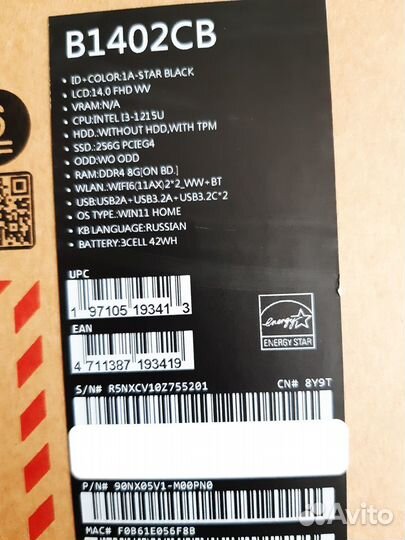 B1402CB
• ID+COLOR:1A-STAR BLACK
• LCD:14.0 FHD WV
• VRAM:N/A
• CPU:INTEL I3-1215U
• HDD:WITHOUT HDD,WITH TPM
• SSD:256G PCIEG4
• ODD:WO ODD
• RAM:DDR4 8G[ON BD.]
• WLAN:WIFI6(11AX)2*2_WW+BT
• USB:USB2A+USB3.2A+USB3.2C*2
• OS TYPE:WIN11 HOME
• KB LANGUAGE:RUSSIAN
• BATTERY:3CELL 42WH
UPC
1 97105 19341 3
EAN
4 711387 193419
energy
ENERGY STAR
S/N# R5NXCV10Z755201 CN# 8Y9T
P/N# 90NX05V1-M00PN0
MAC# F0B61E056F8B
Avito